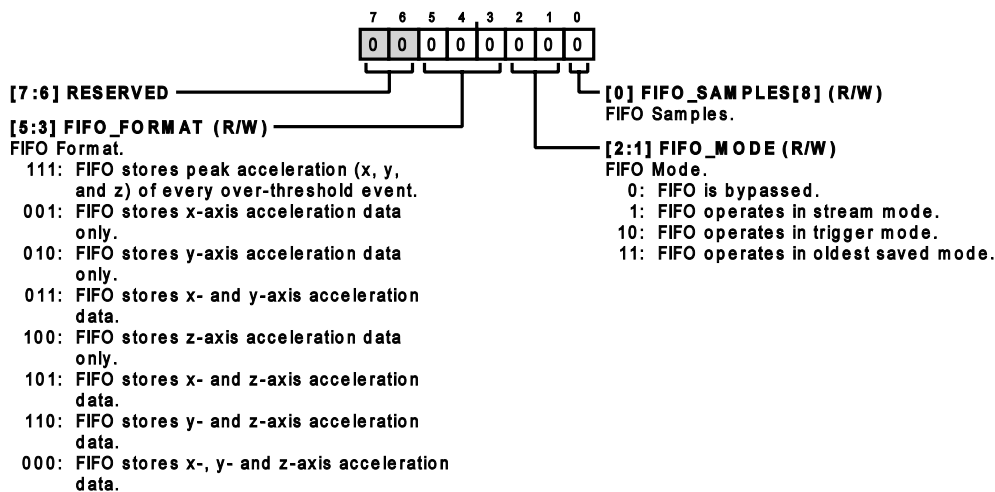 7 6 5 4 3 2 1 0
0 0 0 0 0 0 0 0
[7:6] RESERVED
[5:3] FIFO_FORMAT (R/W)
FIFO Format.
111: FIFO stores peak acceleration (x, y,
and z) of every over-threshold event.
001: FIFO stores x-axis acceleration data
only.
010: FIFO stores y-axis acceleration data
only.
011: FIFO stores x- and y-axis acceleration
data.
100: FIFO stores z-axis acceleration data
only.
101: FIFO stores x- and z-axis acceleration
data.
110: FIFO stores y- and z-axis acceleration
data.
000: FIFO stores x-, y- and z-axis acceleration
data.
[0] FIFO_SAMPLES[8] (R/W)
FIFO Samples.
[2:1] FIFO_MODE (R/W)
FIFO Mode.
0: FIFO is bypassed.
1: FIFO operates in stream mode.
10: FIFO operates in trigger mode.
11: FIFO operates in oldest saved mode.